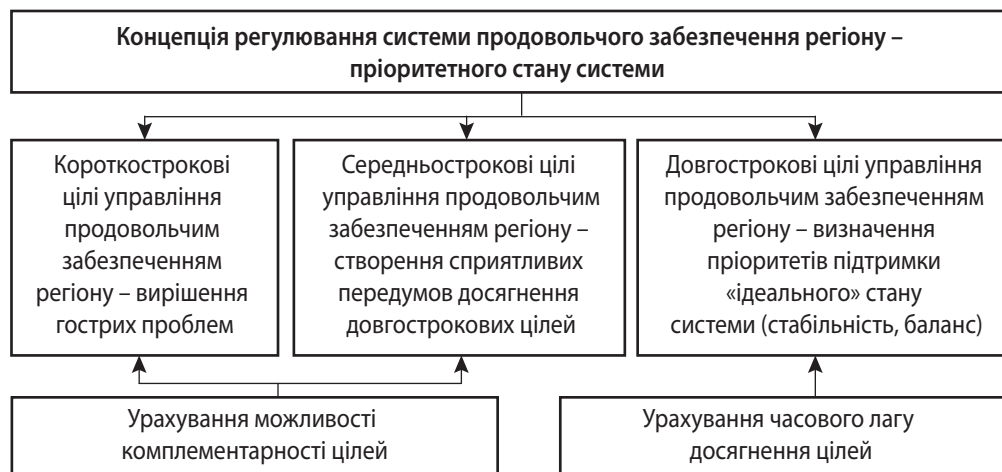 Концепція регулювання системи продовольчого забезпечення регіону –
пріоритетного стану системи
Короткострокові
цілі управління
продовольчим
забезпеченням
регіону – вирішення
гострих проблем
Середньострокові цілі
управління продовольчим
забезпеченням регіону –
створення сприятливих
передумов досягнення
довгострокових цілей
Довгострокові цілі управління
продовольчим забезпеченням
регіону – визначення
пріоритетів підтримки
«ідеального» стану
системи (стабільність, баланс)
Урахування можливості
комплементарності цілей
Урахування часового лагу
досягнення цілей